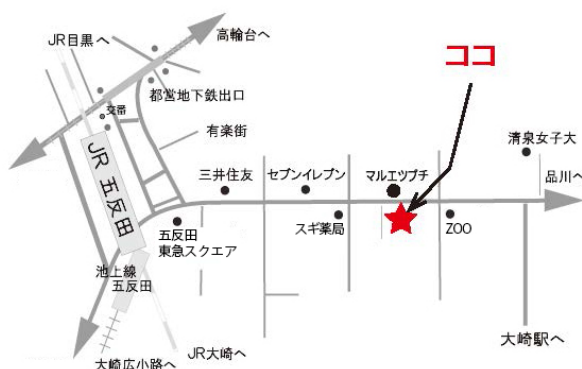 JR目黒へ
高輪台へ
ココ
都営地下鉄出口
交番
有楽街
JR 五反田
清泉女子大
品川へ
三井住友
セブンイレブン
マルエツプチ
五反田
東急スクエア
スギ薬局
ZOO
池上線
五反田
大崎広小路へ
JR大崎へ
大崎駅へ